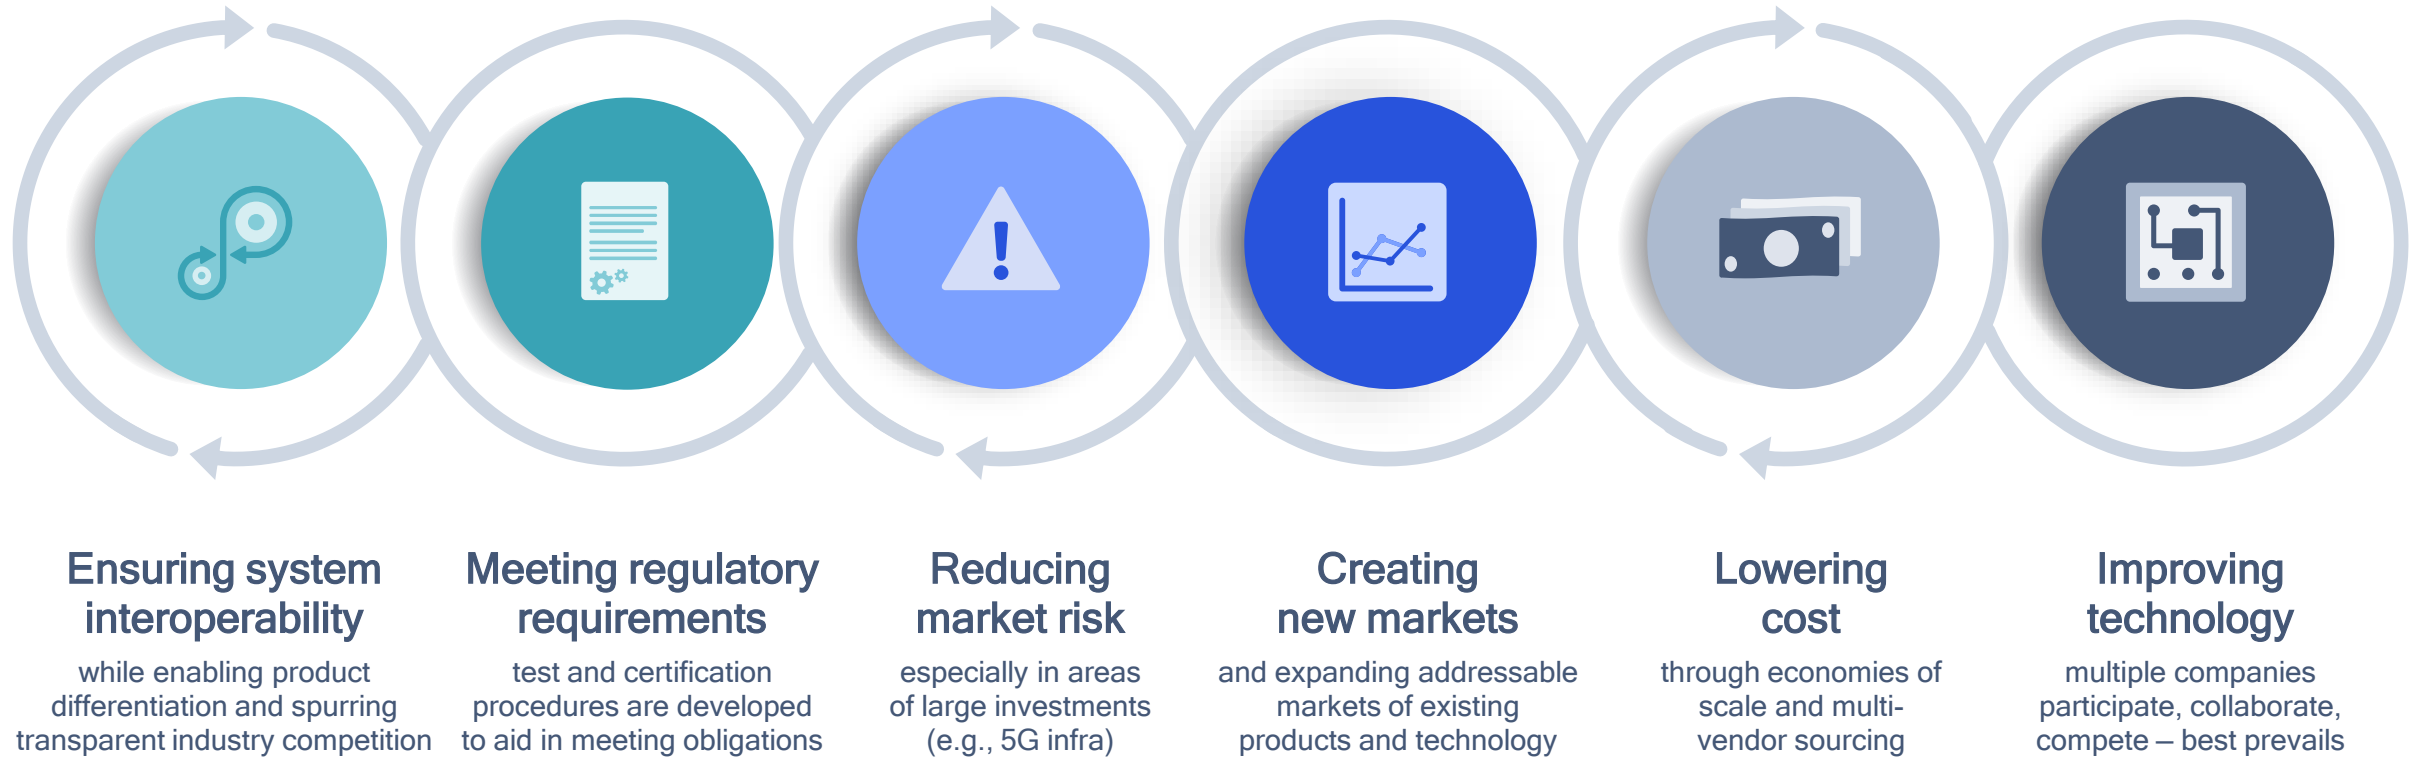 Ensuring system
interoperability
while enabling product
differentiation and spurring
transparent industry competition
Meeting regulatory
requirements
test and certification
procedures are developed
to aid in meeting obligations
Reducing
market risk
especially in areas
of large investments
(e.g., 5G infra)
Creating
new markets
and expanding addressable
markets of existing
products and technology
Lowering
cost
through economies of
scale and multi-
vendor sourcing
Improving
technology
multiple companies
participate, collaborate,
compete – best prevails